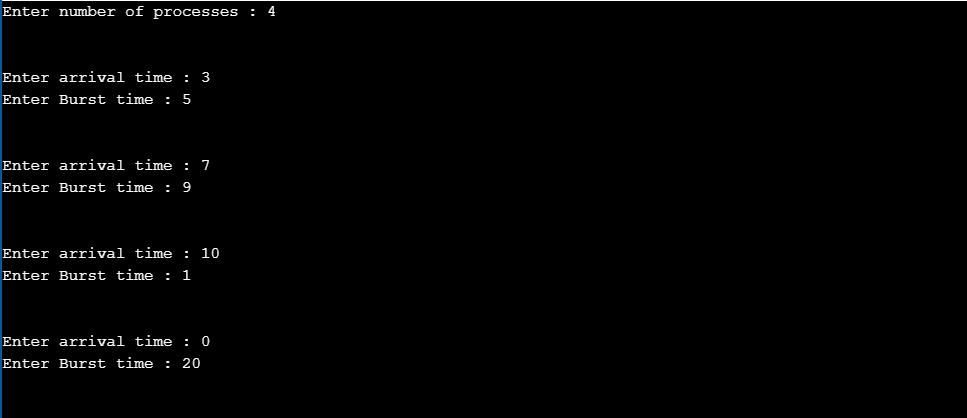 Enter number of processes : 4
Enter arrival time : 3
Enter Burst time : 5
Enter arrival time : 7
Enter Burst time : 9
Enter arrival time : 10
Enter Burst time : 1
Enter arrival time : 0
Enter Burst time : 20